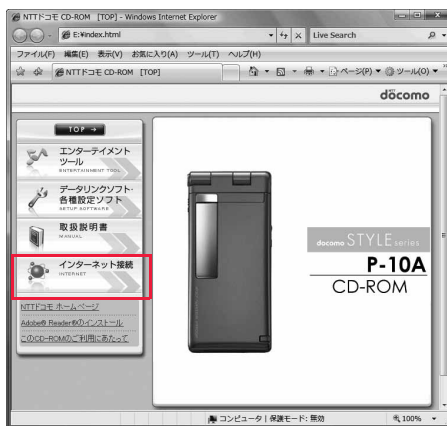 NTTドコモ CD-ROM [TOP] - Windows Internet Explorer
E:¥index.html
Live Search
ファイル(F) 編集(E) 表示(V) お気に入り(A) ツール(T) ヘルプ(H)
NTTドコモ CD-ROM [TOP]
ページ(P)
ツール(O)
döcomo
TOP →
エンターテイメント
ツール
ENTERTAINMENT TOOL
データリンクソフト・
各種設定ソフト
SETUP SOFTWARE
取扱説明書
MANUAL
インターネット接続
INTERNET
NTTドコモ ホームページ
Adobe® Reader®のインストール
このCD-ROMのご利用にあたって
docomo STYLE series
P-10A
CD-ROM
コンピュータ | 保護モード: 無効
100%